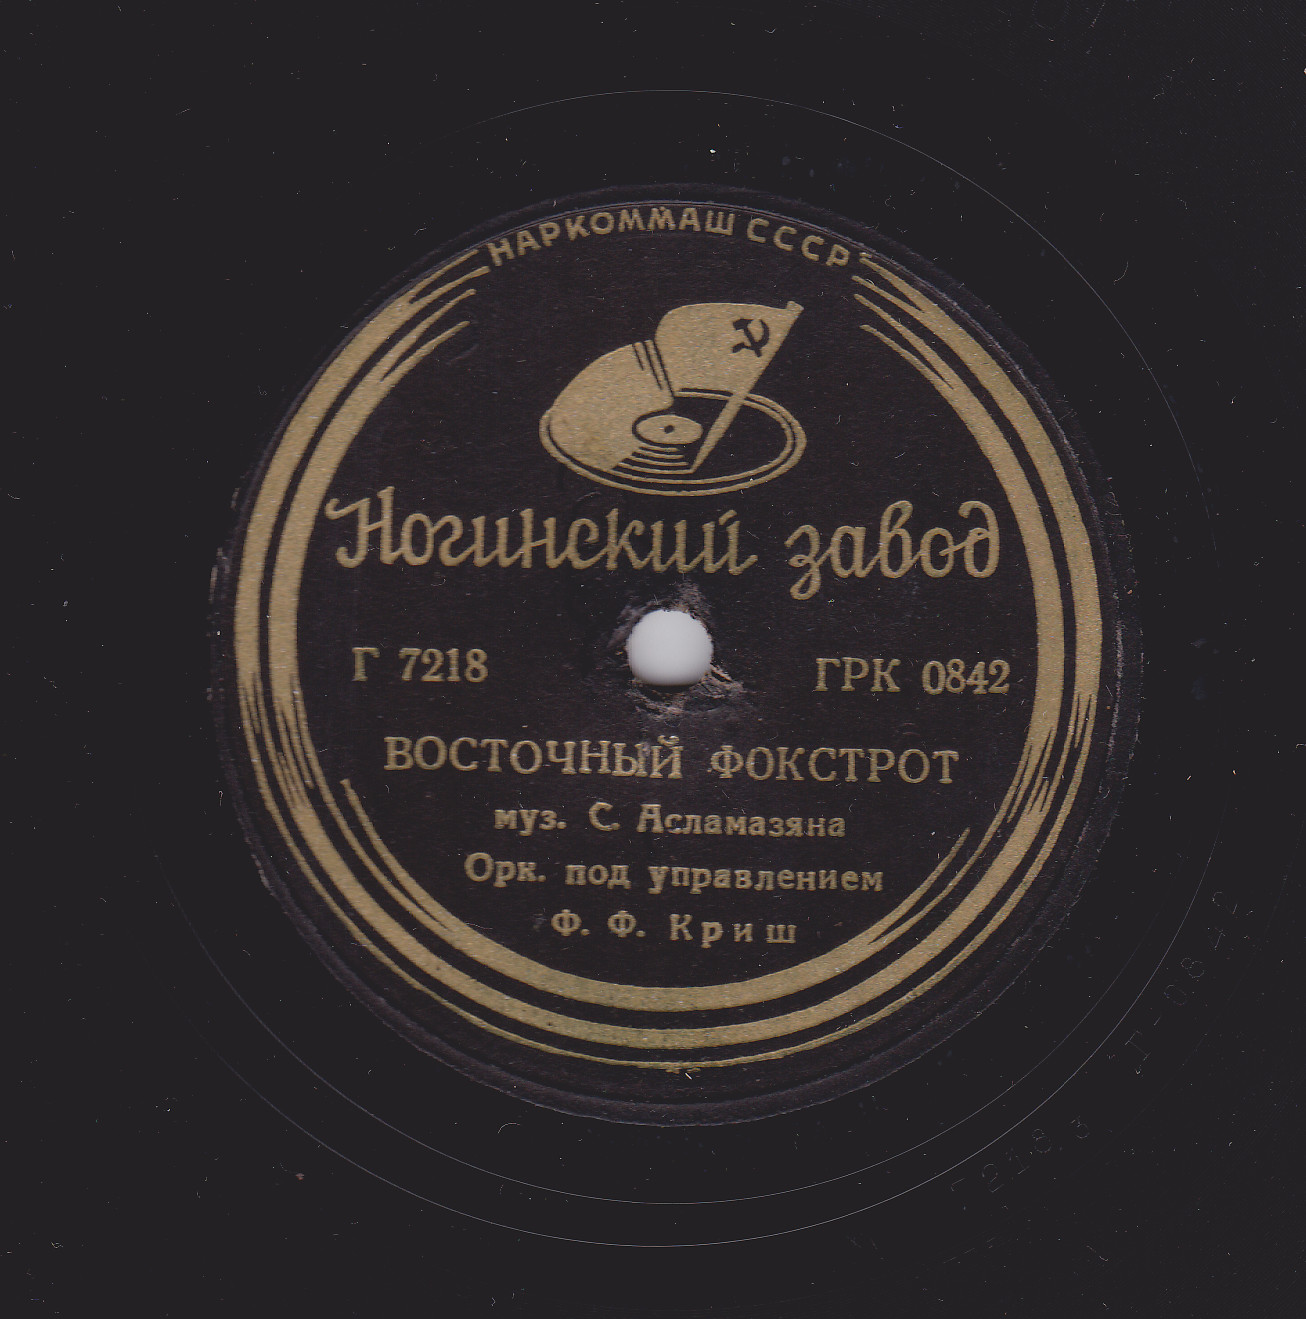 НАРКОММАШ СССР
Ногинский завод
Г 7218 ГРК 0842
ВОСТОЧНЫЙ ФОКСТРОТ
муз. С. Асламазяна
Орк. под управлением
Ф. Ф. Криш